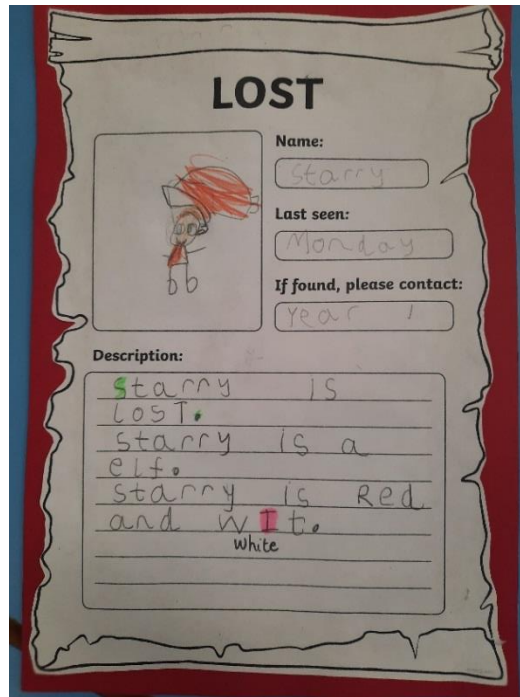 LOST
Name:
starry
Last seen:
Monday
If found, please contact:
year 1
Description:
starry is
LOST.
starry is a
elf.
starry is Red
and wIt.
white